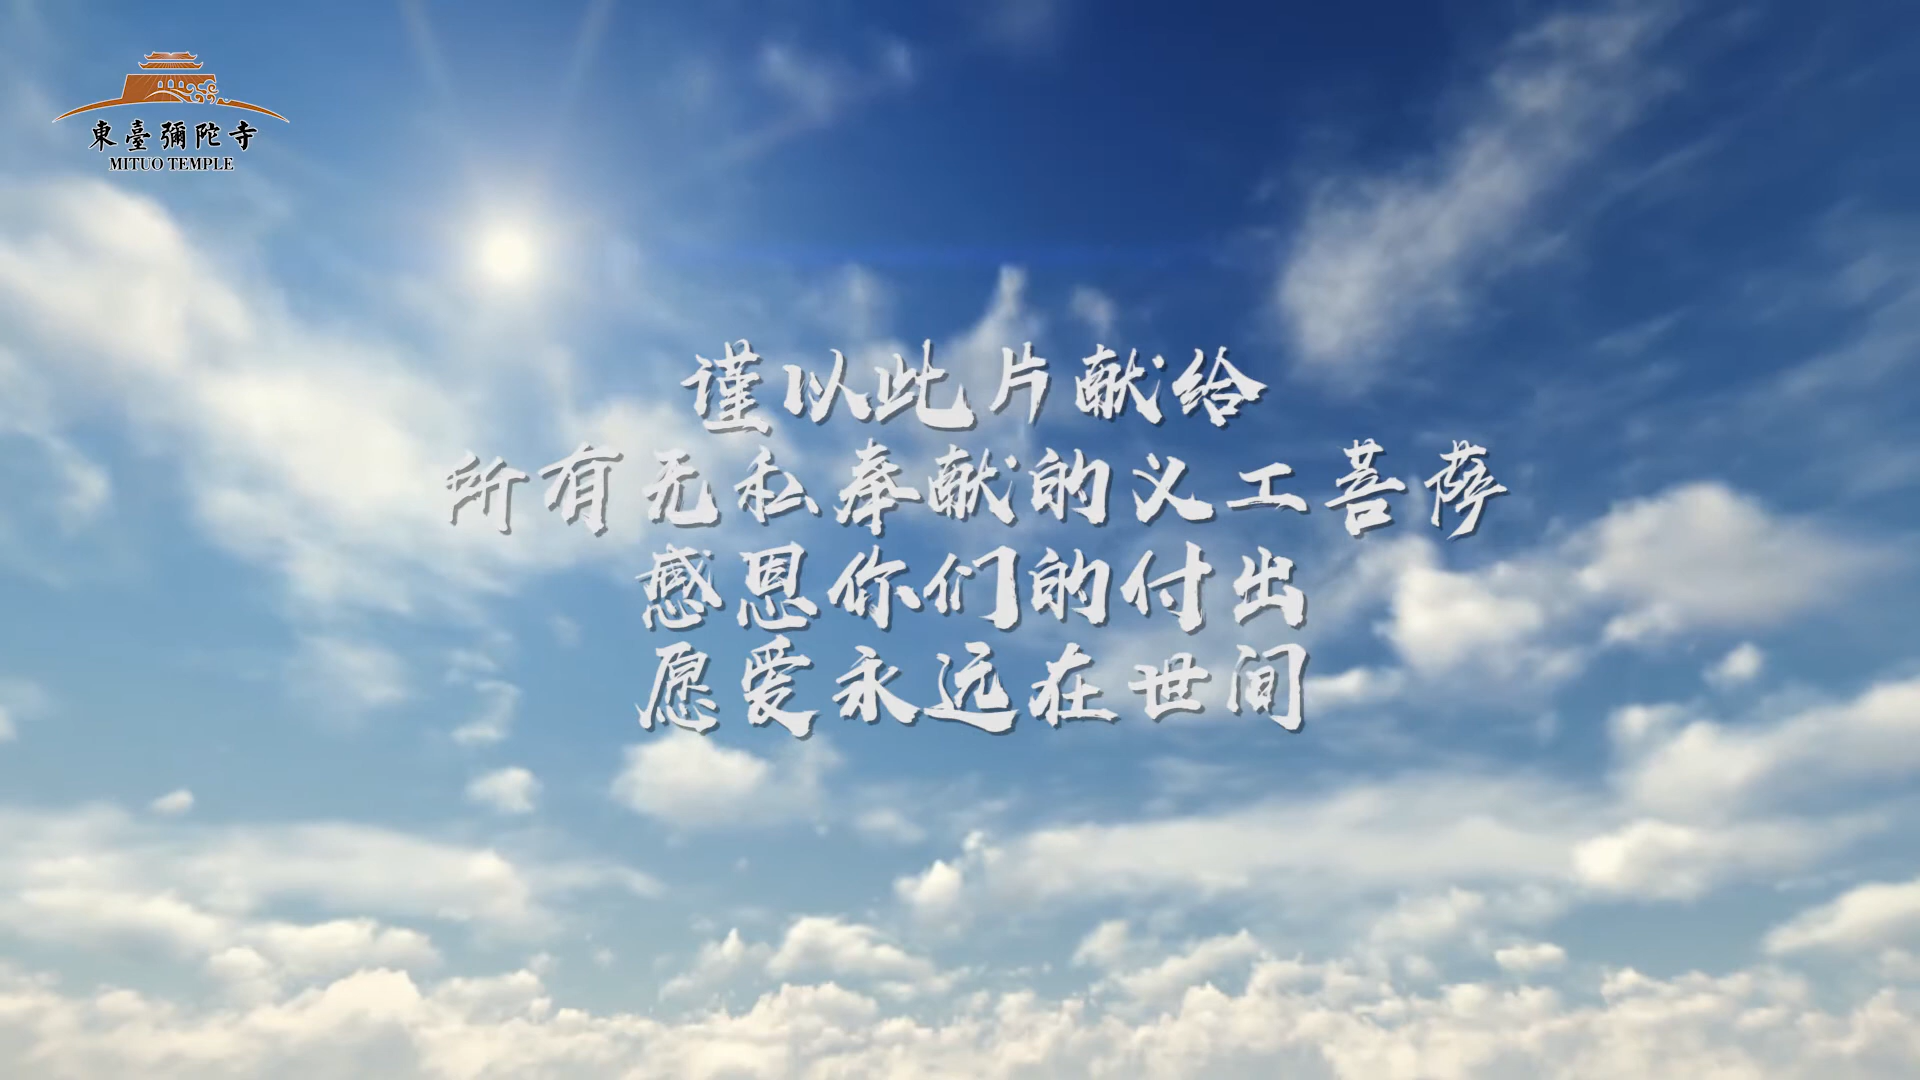 東臺彌陀寺
MITUO TEMPLE
谨以此片献给
所有无私奉献的义工菩萨
感恩你们的付出
愿爱永远在世间